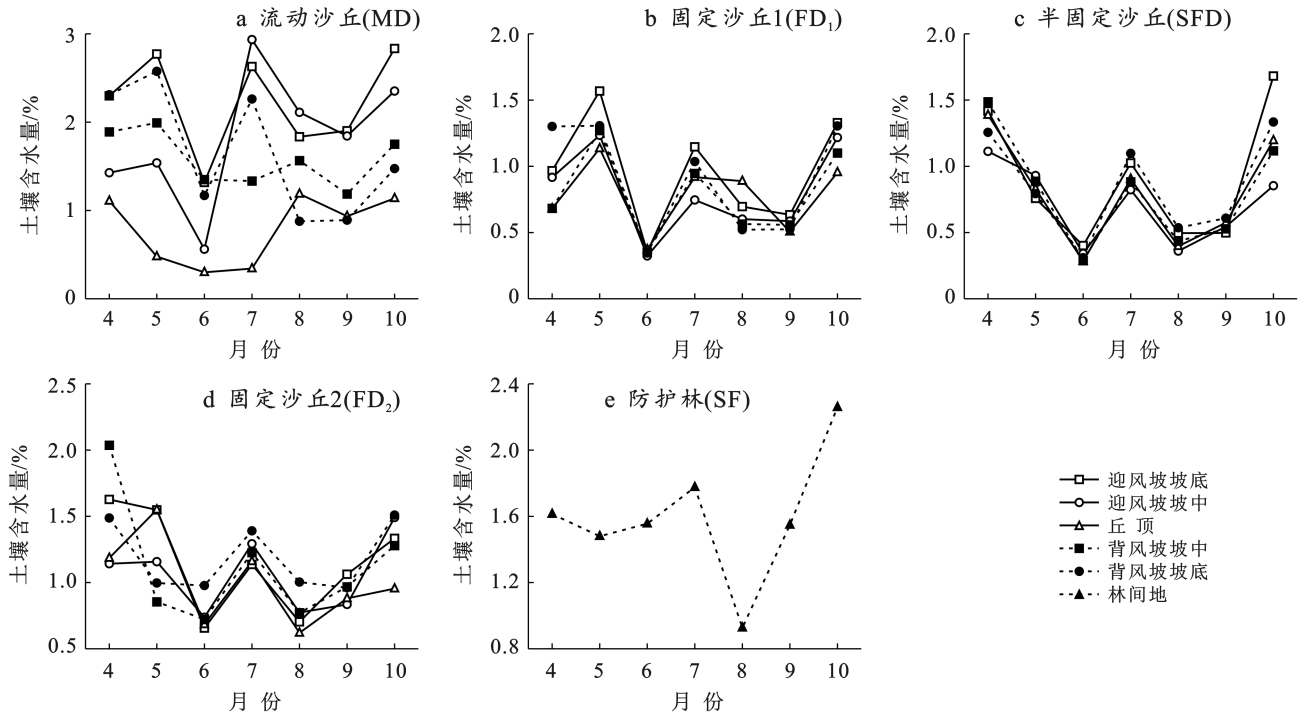 a 流动沙丘(MD)
土壤含水量/%
3
2
1
0
4 5 6 7 8 9 10
月 份
b 固定沙丘1(FD₁)
土壤含水量/%
2.0
1.5
1.0
0.5
0
4 5 6 7 8 9 10
月 份
c 半固定沙丘(SFD)
土壤含水量/%
2.0
1.5
1.0
0.5
0
4 5 6 7 8 9 10
月 份
d 固定沙丘2(FD₂)
土壤含水量/%
2.5
2.0
1.5
1.0
0.5
4 5 6 7 8 9 10
月 份
e 防护林(SF)
土壤含水量/%
2.4
2.0
1.6
1.2
0.8
4 5 6 7 8 9 10
月 份
迎风坡坡底
迎风坡坡中
丘 顶
背风坡坡中
背风坡坡底
林间地